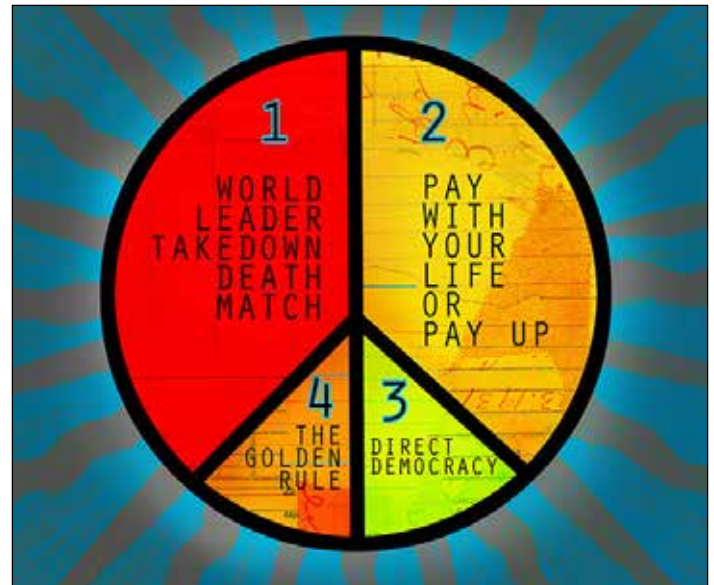 1
WORLD
LEADER
TAKEDOWN
DEATH
MATCH
2
PAY
WITH
YOUR
LIFE
OR
PAY UP
3
DIRECT
DEMOCRACY
4
THE
GOLDEN
RULE